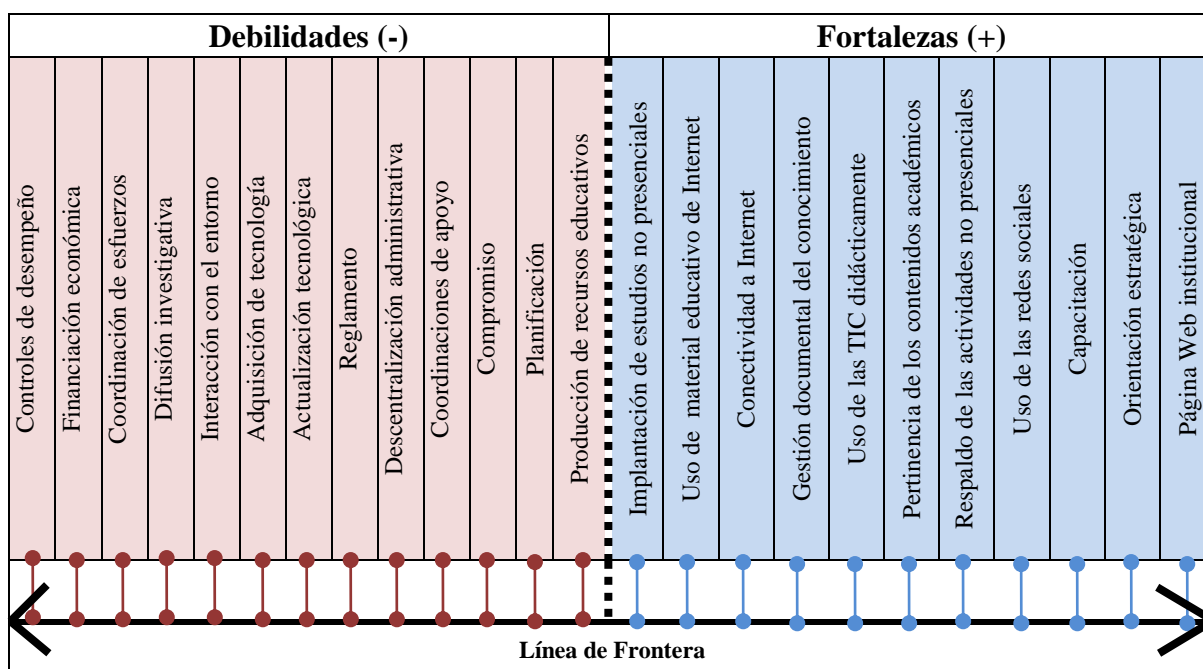 Debilidades (-)
Fortalezas (+)
Controles de desempeño
Financiación económica
Coordinación de esfuerzos
Difusión investigativa
Interacción con el entorno
Adquisición de tecnología
Actualización tecnológica
Reglamento
Descentralización administrativa
Coordinaciones de apoyo
Compromiso
Planificación
Producción de recursos educativos
Implantación de estudios no presenciales
Uso de material educativo de Internet
Conectividad a Internet
Gestión documental del conocimiento
Uso de las TIC didácticamente
Pertinencia de los contenidos académicos
Respaldo de las actividades no presenciales
Uso de las redes sociales
Capacitación
Orientación estratégica
Página Web institucional
Línea de Frontera